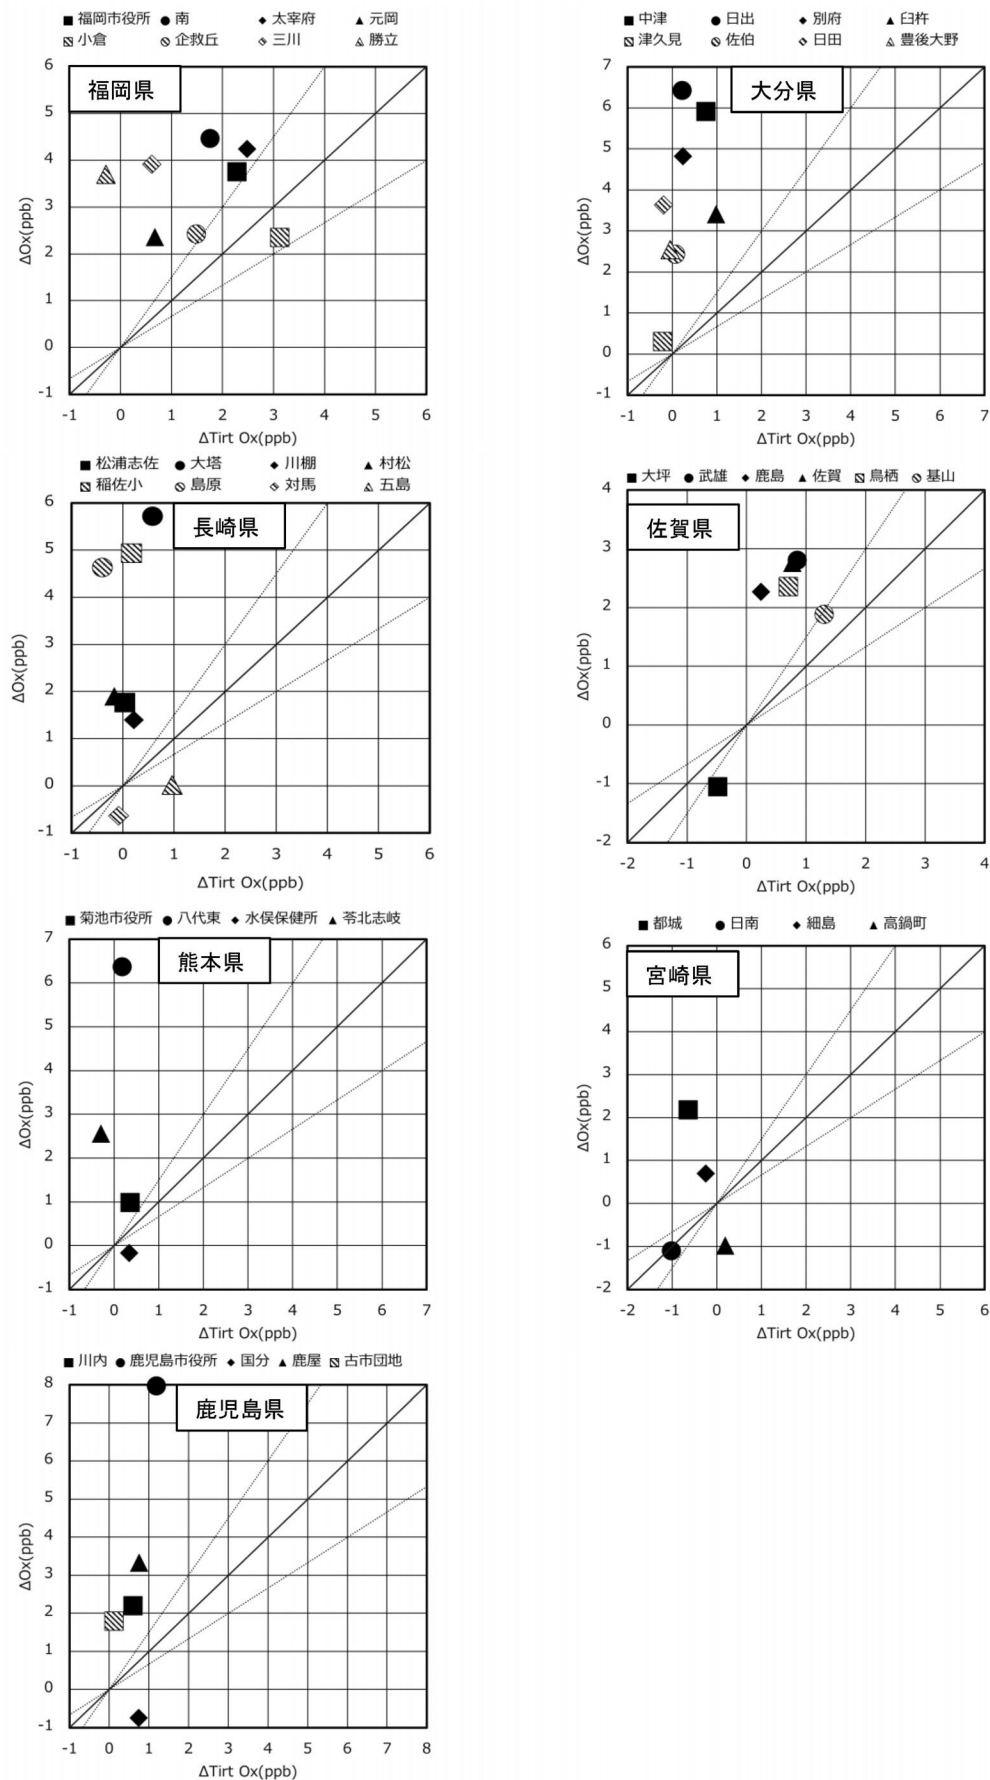 ■ 福岡市役所 ● 南 ◆ 太宰府 ▲ 元岡
小倉 企救丘 三川 勝立
福岡県
6
5
4
3
2
1
0
-1
ΔOx(ppb)
-1 0 1 2 3 4 5 6
ΔTirt Ox(ppb)
■ 中津 ● 日出 ◆ 別府 ▲ 臼杵
津久見 佐伯 日田 豊後大野
大分県
7
6
5
4
3
2
1
0
-1
ΔOx(ppb)
-1 0 1 2 3 4 5 6 7
ΔTirt Ox(ppb)
■ 松浦志佐 ● 大塔 ◆ 川棚 ▲ 村松
稲佐小 島原 対馬 五島
長崎県
6
5
4
3
2
1
0
-1
ΔOx(ppb)
-1 0 1 2 3 4 5 6
ΔTirt Ox(ppb)
■ 大坪 ● 武雄 ◆ 鹿島 ▲ 佐賀 鳥栖 基山
佐賀県
4
3
2
1
0
-1
-2
ΔOx(ppb)
-2 -1 0 1 2 3 4
ΔTirt Ox(ppb)
■ 菊池市役所 ● 八代東 ◆ 水俣保健所 ▲ 苓北志岐
熊本県
7
6
5
4
3
2
1
0
-1
ΔOx(ppb)
-1 0 1 2 3 4 5 6 7
ΔTirt Ox(ppb)
■ 都城 ● 日南 ◆ 細島 ▲ 高鍋町
宮崎県
6
5
4
3
2
1
0
-1
-2
ΔOx(ppb)
-2 -1 0 1 2 3 4 5 6
ΔTirt Ox(ppb)
■ 川内 ● 鹿児島市役所 ◆ 国分 ▲ 鹿屋 古市団地
鹿児島県
8
7
6
5
4
3
2
1
0
-1
ΔOx(ppb)
-1 0 1 2 3 4 5 6 7 8
ΔTirt Ox(ppb)